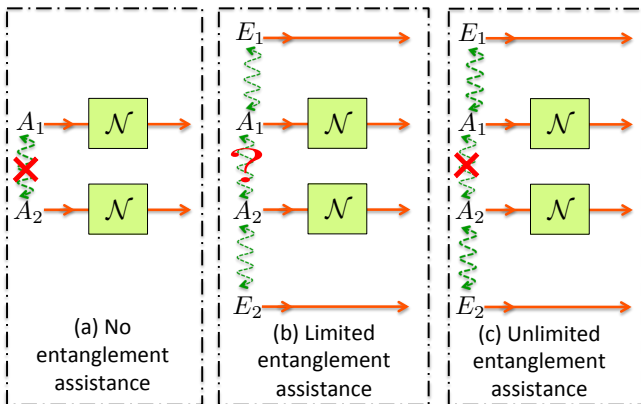 A₁ 𝒩
A₂ 𝒩
(a) No
entanglement
assistance
E₁
A₁ 𝒩
?
A₂ 𝒩
E₂
(b) Limited
entanglement
assistance
E₁
A₁ 𝒩
A₂ 𝒩
E₂
(c) Unlimited
entanglement
assistance